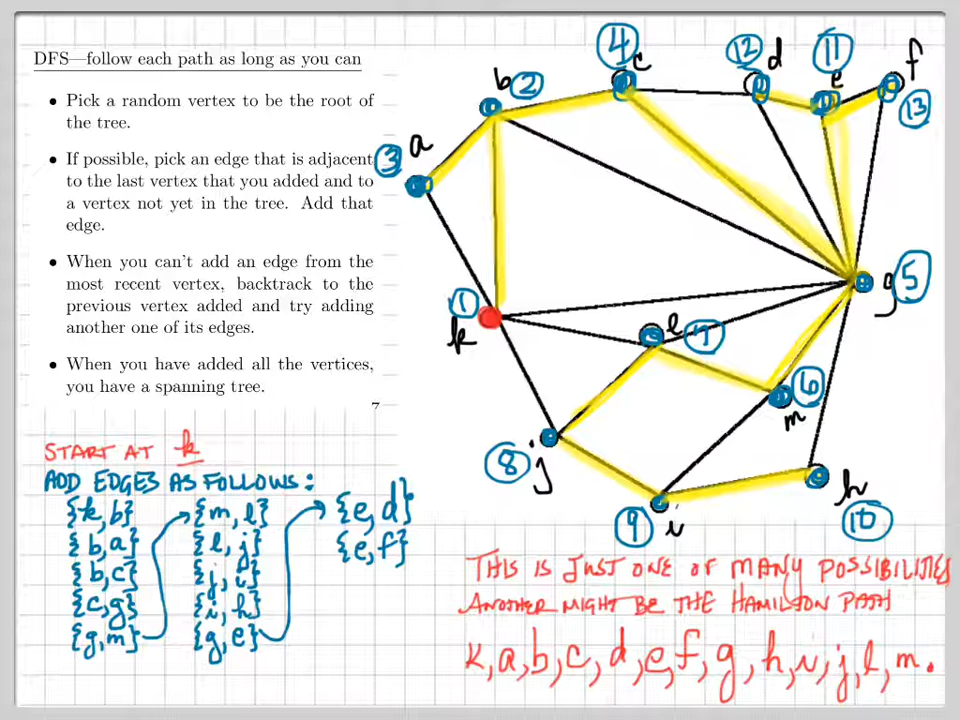 DFS—follow each path as long as you can
• Pick a random vertex to be the root of
the tree.
• If possible, pick an edge that is adjacent
to the last vertex that you added and to
a vertex not yet in the tree. Add that
edge.
• When you can't add an edge from the
most recent vertex, backtrack to the
previous vertex added and try adding
another one of its edges.
• When you have added all the vertices,
you have a spanning tree.
7
START AT k
ADD EDGES AS FOLLOWS:
{k,b}
{b,a}
{b,c}
{c,g}
{g,m}
{m,l}
{l,j}
{j,i}
{i,h}
{g,e}
{e,d}
{e,f}
a 3
b 2
4 c
12 d
11 e
f 13
g 5
1 k
l 7
6 m
8 j
9 i
h 10
THIS IS JUST ONE OF MANY POSSIBILITIES
ANOTHER MIGHT BE THE HAMILTON PATH
k,a,b,c,d,e,f,g,h,i,j,l,m.